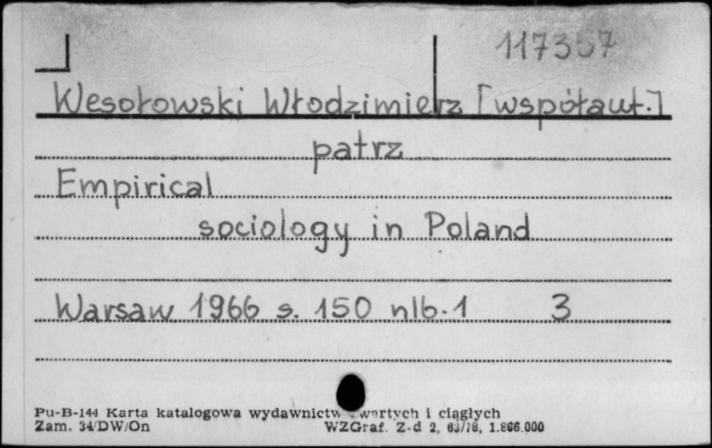 117357
Wesołowski Włodzimierz [współaut.]
patrz
Empirical
sociology in Poland
Warsaw 1966 s. 150 nlb. 1 3
Pu-B-144 Karta katalogowa wydawnictw zwartych i ciągłych
Zam. 34/DW/On WZGraf. Z-d 2, 63/78, 1.866.000